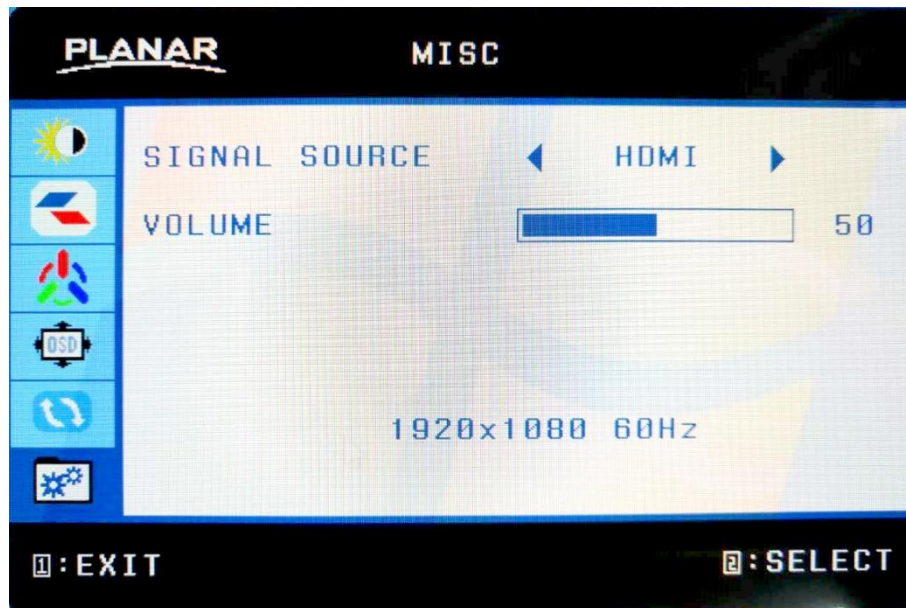 PLANAR MISC
SIGNAL SOURCE HDMI
VOLUME 50
OSD
1920x1080 60Hz
1:EXIT 2:SELECT